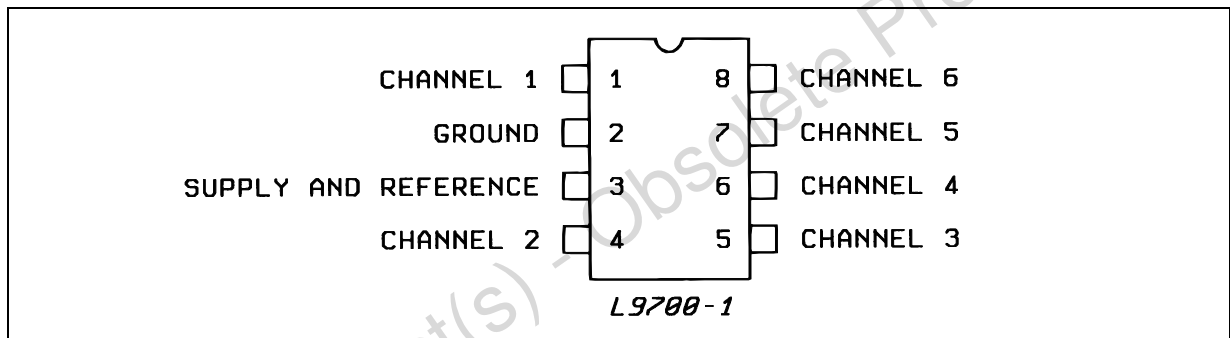 CHANNEL 1 1 8 CHANNEL 6
GROUND 2 7 CHANNEL 5
SUPPLY AND REFERENCE 3 6 CHANNEL 4
CHANNEL 2 4 5 CHANNEL 3
L9700-1
- Obsolete